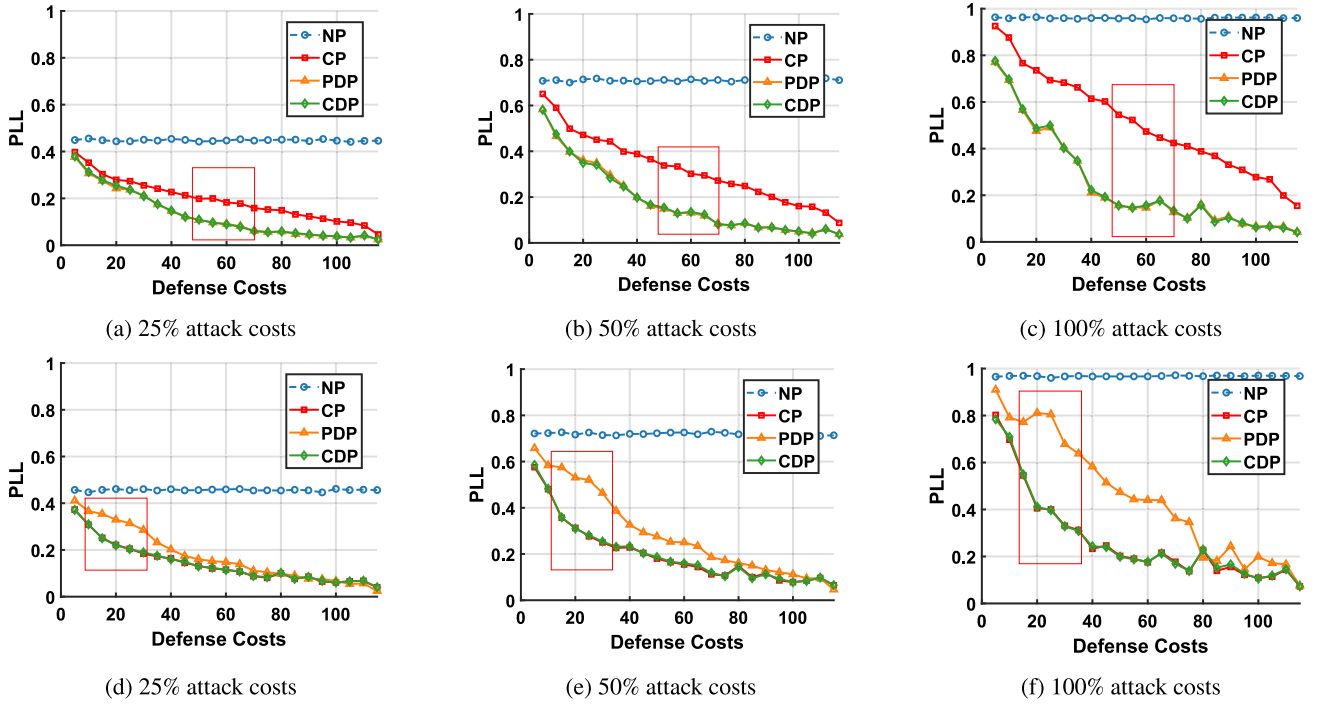 1
0.8
0.6
0.4
0.2
0
PLL
NP
CP
PDP
CDP
0 20 40 60 80 100
Defense Costs
(a) 25% attack costs
1
0.8
0.6
0.4
0.2
0
PLL
NP
CP
PDP
CDP
0 20 40 60 80 100
Defense Costs
(b) 50% attack costs
1
0.8
0.6
0.4
0.2
0
PLL
NP
CP
PDP
CDP
0 20 40 60 80 100
Defense Costs
(c) 100% attack costs
1
0.8
0.6
0.4
0.2
0
PLL
NP
CP
PDP
CDP
0 20 40 60 80 100
Defense Costs
(d) 25% attack costs
1
0.8
0.6
0.4
0.2
0
PLL
NP
CP
PDP
CDP
0 20 40 60 80 100
Defense Costs
(e) 50% attack costs
1
0.8
0.6
0.4
0.2
0
PLL
NP
CP
PDP
CDP
0 20 40 60 80 100
Defense Costs
(f) 100% attack costs